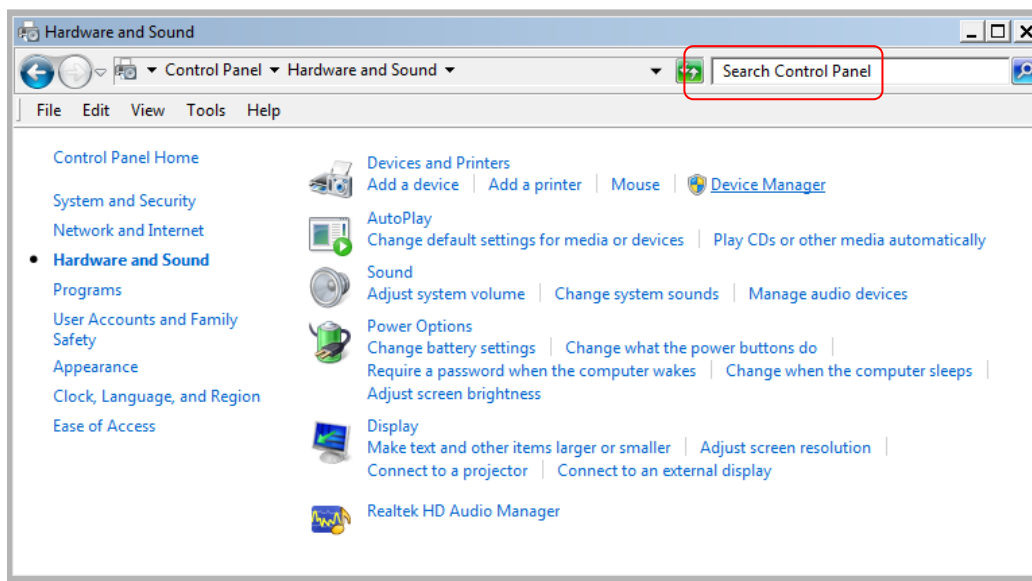 Hardware and Sound
Control Panel Hardware and Sound Search Control Panel
File Edit View Tools Help
Control Panel Home
System and Security
Network and Internet
Hardware and Sound
Programs
User Accounts and Family
Safety
Appearance
Clock, Language, and Region
Ease of Access
Devices and Printers
Add a device Add a printer Mouse Device Manager
AutoPlay
Change default settings for media or devices Play CDs or other media automatically
Sound
Adjust system volume Change system sounds Manage audio devices
Power Options
Change battery settings Change what the power buttons do
Require a password when the computer wakes Change when the computer sleeps
Adjust screen brightness
Display
Make text and other items larger or smaller Adjust screen resolution
Connect to a projector Connect to an external display
Realtek HD Audio Manager